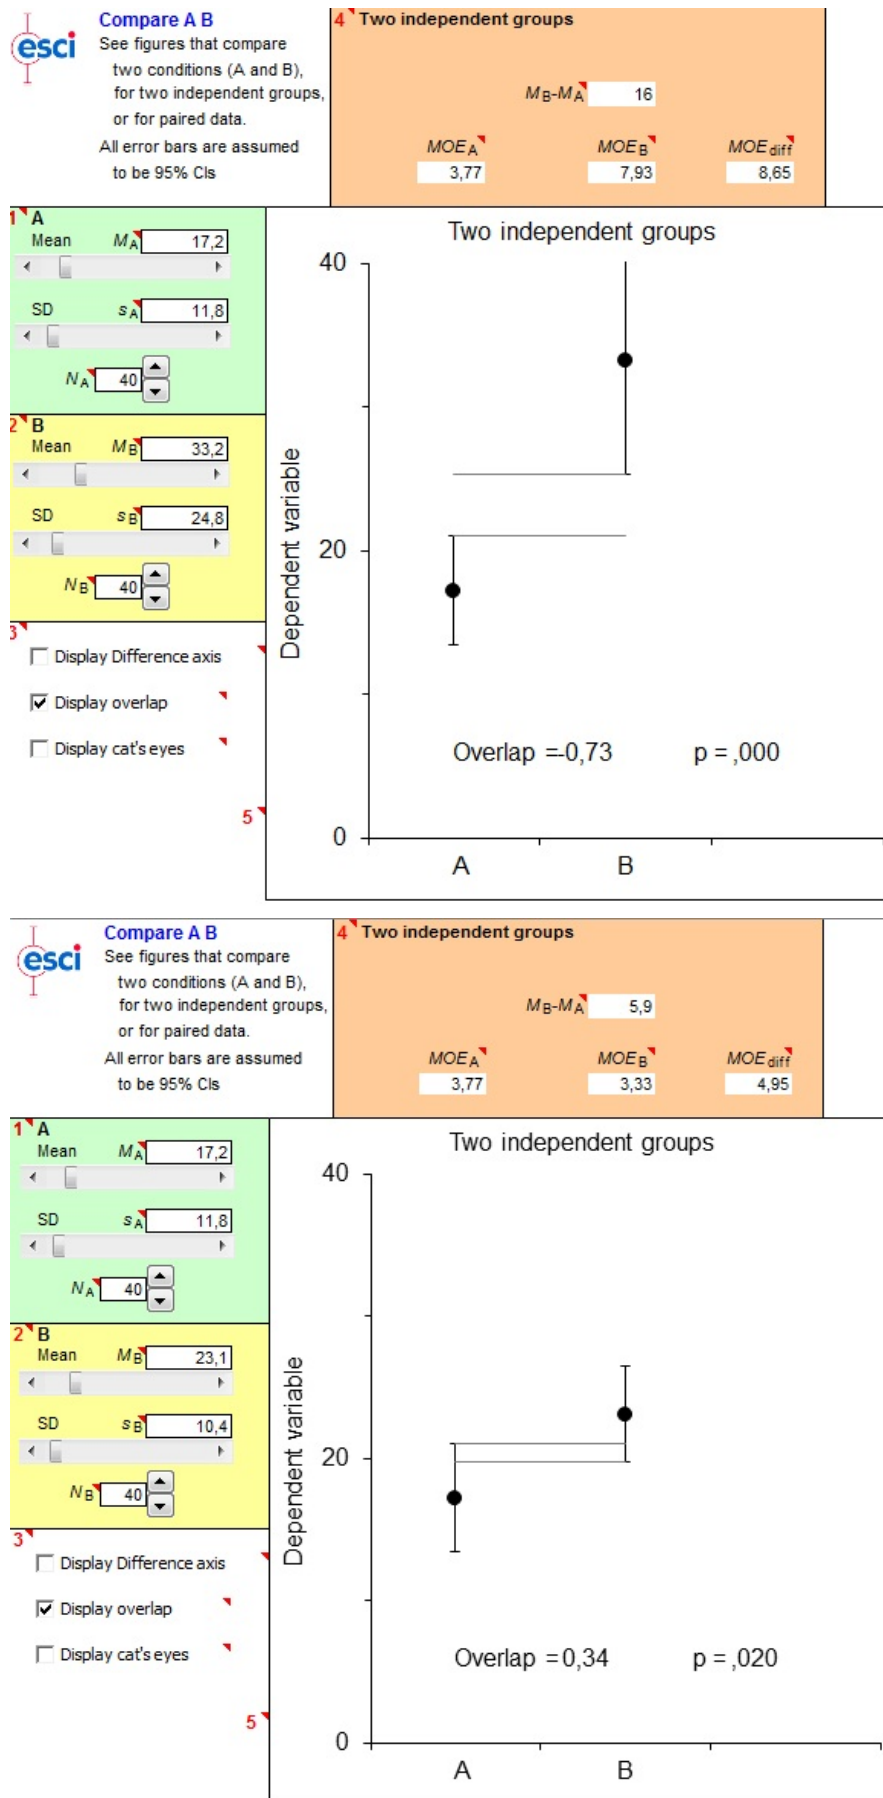 esci
Compare A B
See figures that compare
two conditions (A and B),
for two independent groups,
or for paired data.
All error bars are assumed
to be 95% CIs
4 Two independent groups
MB-MA 16
MOEA MOEB MOEdiff
3,77 7,93 8,65
1 A
Mean MA 17,2
SD sA 11,8
NA 40
2 B
Mean MB 33,2
SD sB 24,8
NB 40
3
Display Difference axis
Display overlap
Display cat's eyes
5
Two independent groups
40
20
0
Dependent variable
Overlap =-0,73 p = ,000
A B
esci
Compare A B
See figures that compare
two conditions (A and B),
for two independent groups,
or for paired data.
All error bars are assumed
to be 95% CIs
4 Two independent groups
MB-MA 5,9
MOEA MOEB MOEdiff
3,77 3,33 4,95
1 A
Mean MA 17,2
SD sA 11,8
NA 40
2 B
Mean MB 23,1
SD sB 10,4
NB 40
3
Display Difference axis
Display overlap
Display cat's eyes
5
Two independent groups
40
20
0
Dependent variable
Overlap =0,34 p = ,020
A B